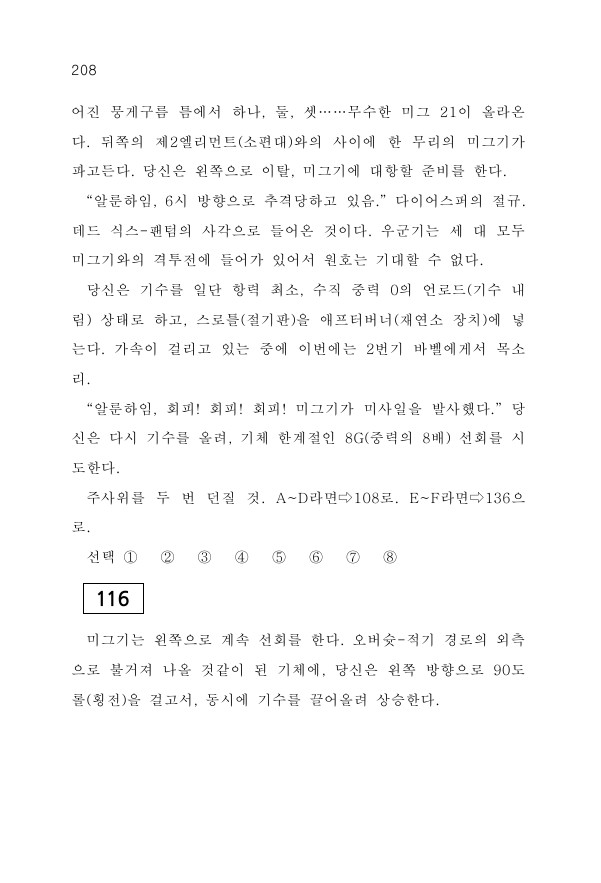 208
어진 뭉게구름 틈에서 하나, 둘, 셋……무수한 미그 21이 올라온
다. 뒤쪽의 제2엘리먼트(소편대)와의 사이에 한 무리의 미그기가
파고든다. 당신은 왼쪽으로 이탈, 미그기에 대항할 준비를 한다.
“알룬하임, 6시 방향으로 추격당하고 있음.” 다이어스퍼의 절규.
데드 식스-팬텀의 사각으로 들어온 것이다. 우군기는 세 대 모두
미그기와의 격투전에 들어가 있어서 원호는 기대할 수 없다.
당신은 기수를 일단 항력 최소, 수직 중력 0의 언로드(기수 내
림) 상태로 하고, 스로틀(절기판)을 애프터버너(재연소 장치)에 넣
는다. 가속이 걸리고 있는 중에 이번에는 2번기 바벨에게서 목소
리.
“알룬하임, 회피! 회피! 회피! 미그기가 미사일을 발사했다.” 당
신은 다시 기수를 올려, 기체 한계절인 8G(중력의 8배) 선회를 시
도한다.
주사위를 두 번 던질 것. A~D라면⇨108로. E~F라면⇨136으
로.
선택 ① ② ③ ④ ⑤ ⑥ ⑦ ⑧
116
미그기는 왼쪽으로 계속 선회를 한다. 오버슛-적기 경로의 외측
으로 불거져 나올 것같이 된 기체에, 당신은 왼쪽 방향으로 90도
롤(횡전)을 걸고서, 동시에 기수를 끌어올려 상승한다.